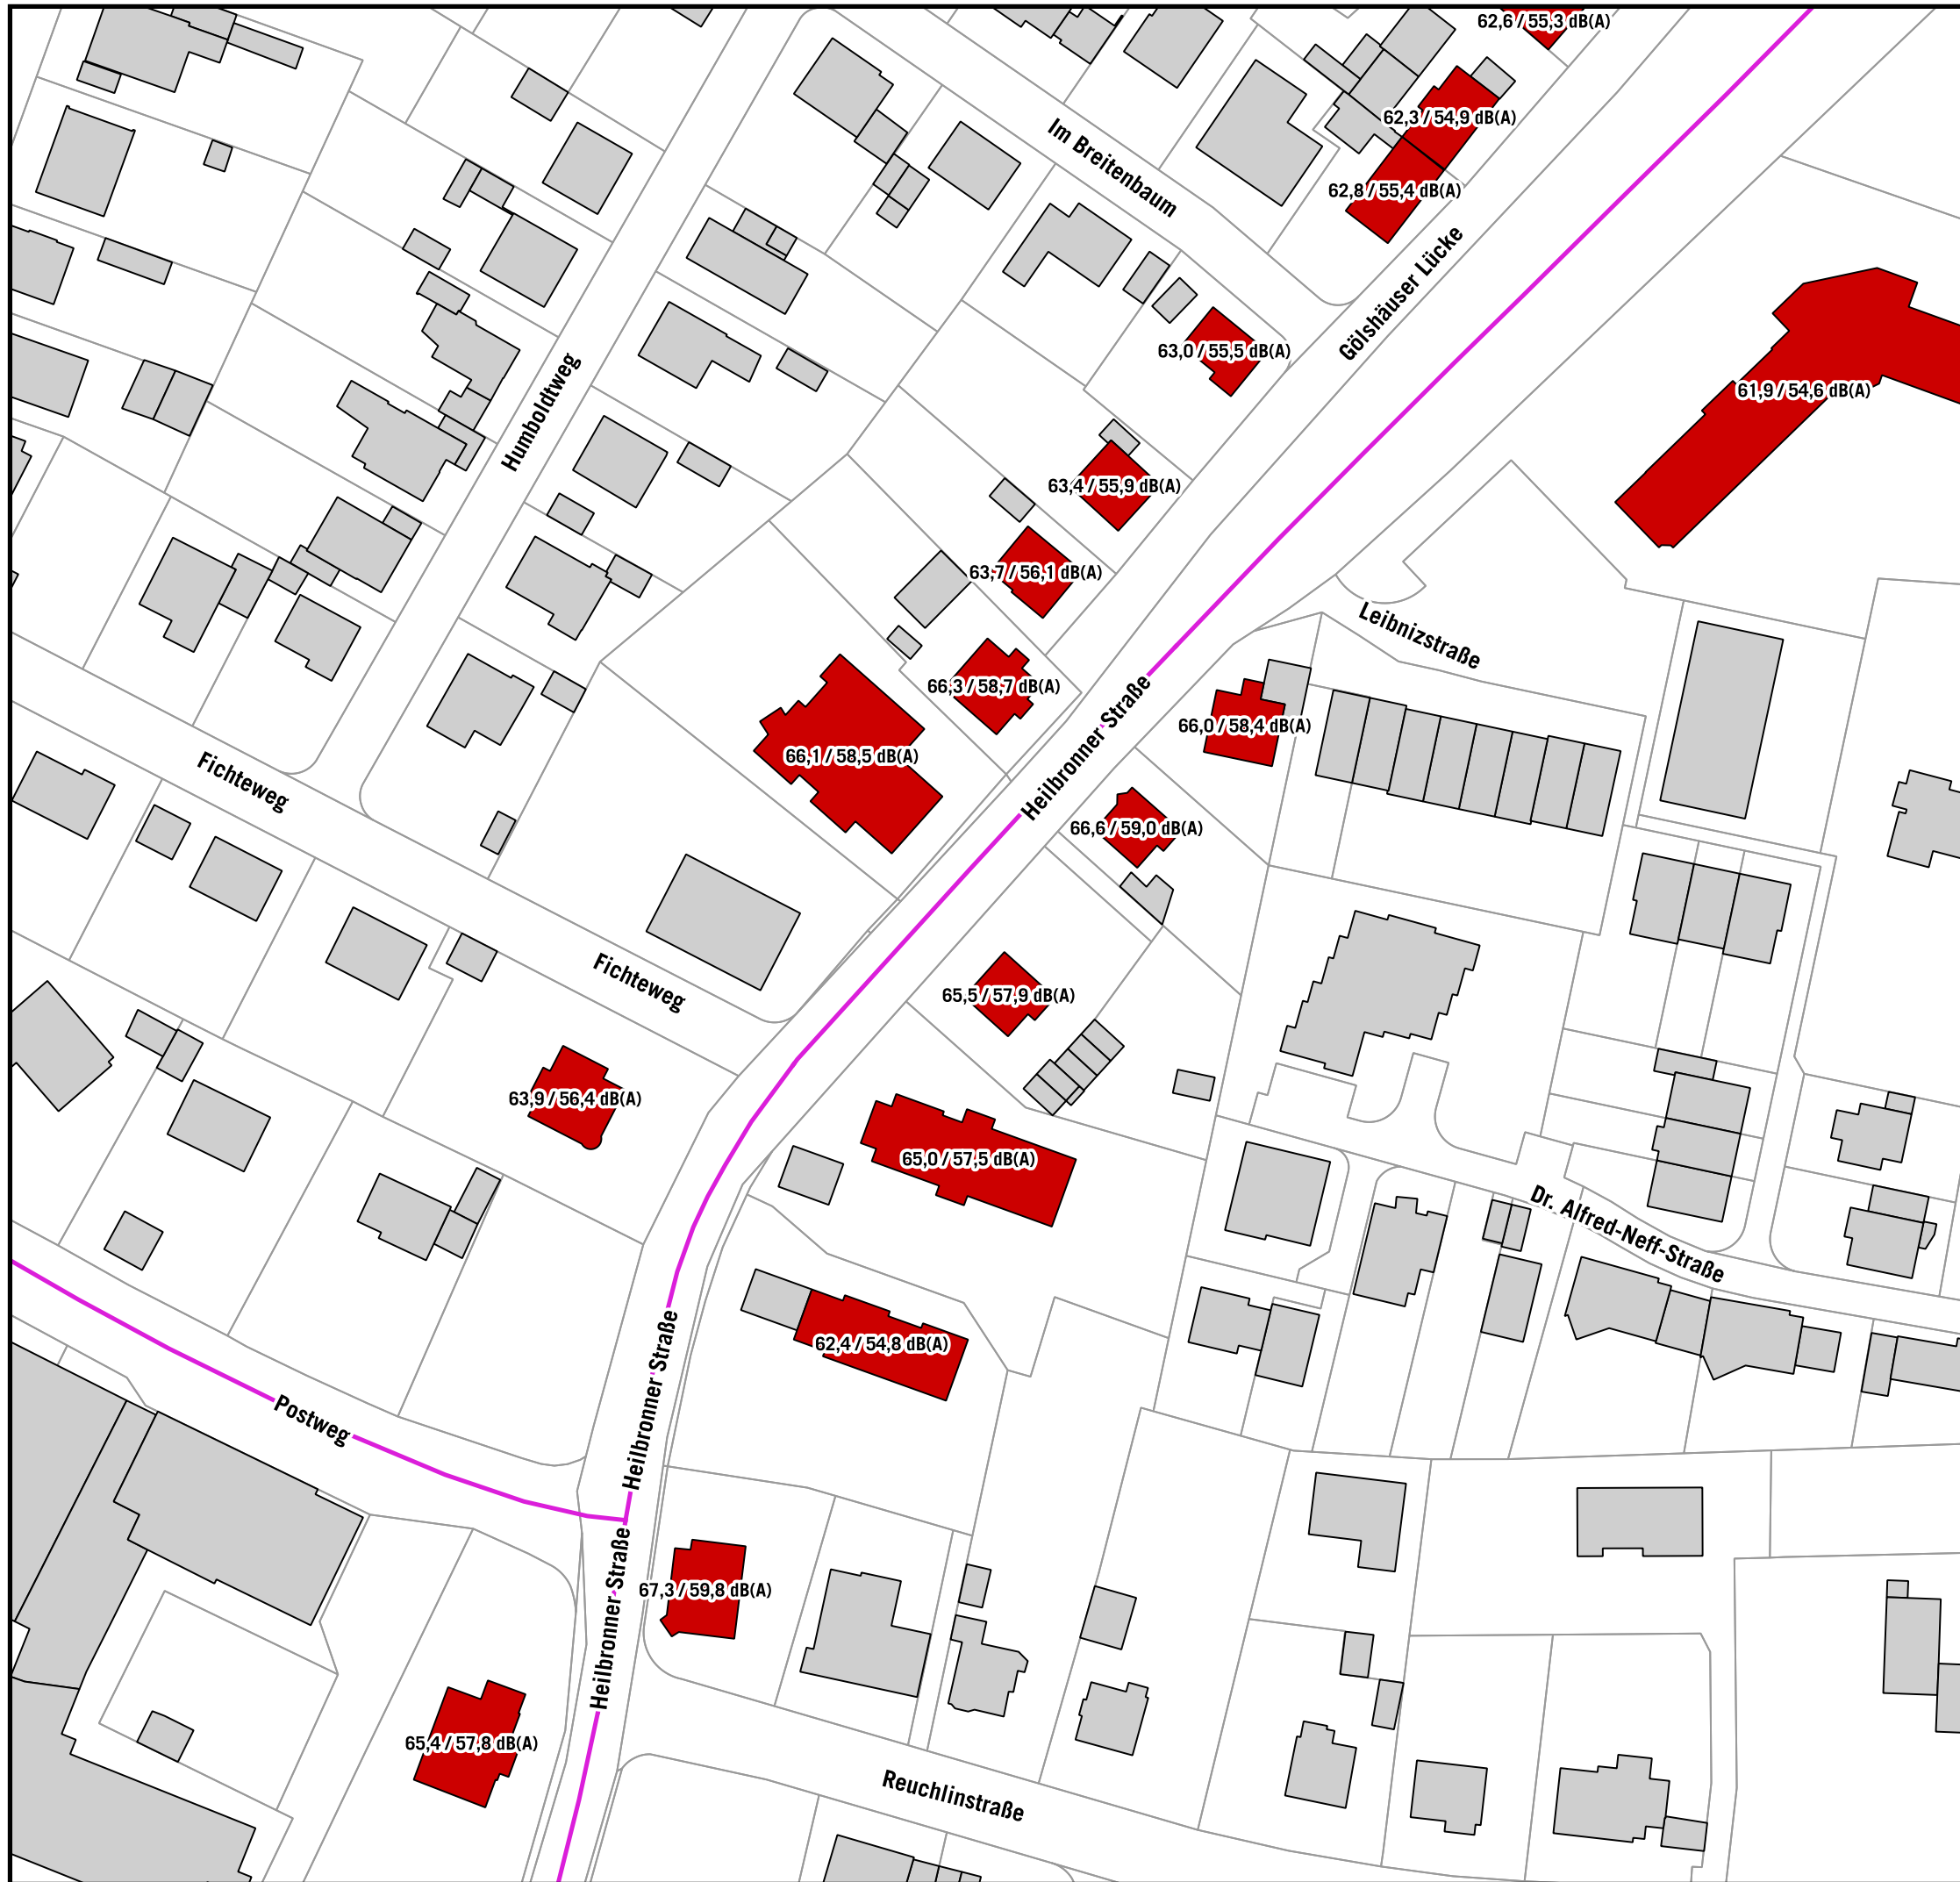 62,6 / 55,3 dB(A)
62,3 / 54,9 dB(A)
Im Breitenbaum
62,8 / 55,4 dB(A)
Gölshäuser Lücke
63,0 / 55,5 dB(A)
61,9 / 54,6 dB(A)
Humboldtweg
63,4 / 55,9 dB(A)
63,7 / 56,1 dB(A)
Leibnizstraße
66,3 / 58,7 dB(A)
66,0 / 58,4 dB(A)
Heilbronner Straße
66,1 / 58,5 dB(A)
Fichteweg
66,6 / 59,0 dB(A)
Fichteweg
65,5 / 57,9 dB(A)
63,9 / 56,4 dB(A)
65,0 / 57,5 dB(A)
Dr. Alfred-Neff-Straße
62,4 / 54,8 dB(A)
Heilbronner Straße
Postweg
67,3 / 59,8 dB(A)
Heilbronner Straße
65,4 / 57,8 dB(A)
Reuchlinstraße